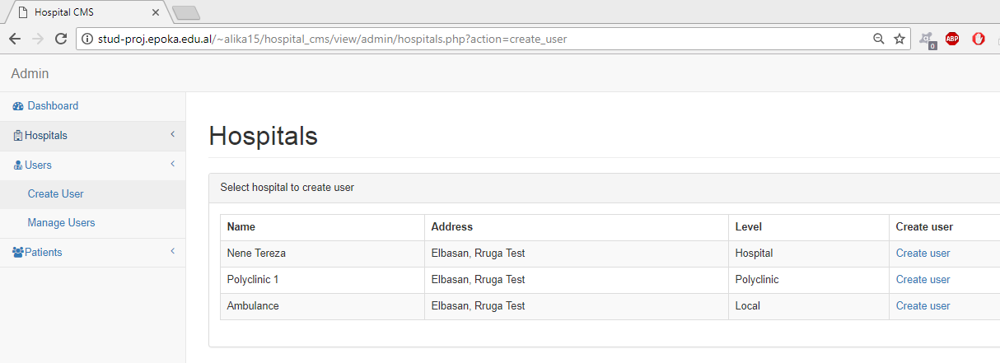 Hospital CMS
stud-proj.epoka.edu.al/~alika15/hospital_cms/view/admin/hospitals.php?action=create_user
0
ABP
Admin
Dashboard
Hospitals
Users
Create User
Manage Users
Patients
Hospitals
Select hospital to create user
Name Address Level Create user
Nene Tereza Elbasan, Rruga Test Hospital Create user
Polyclinic 1 Elbasan, Rruga Test Polyclinic Create user
Ambulance Elbasan, Rruga Test Local Create user